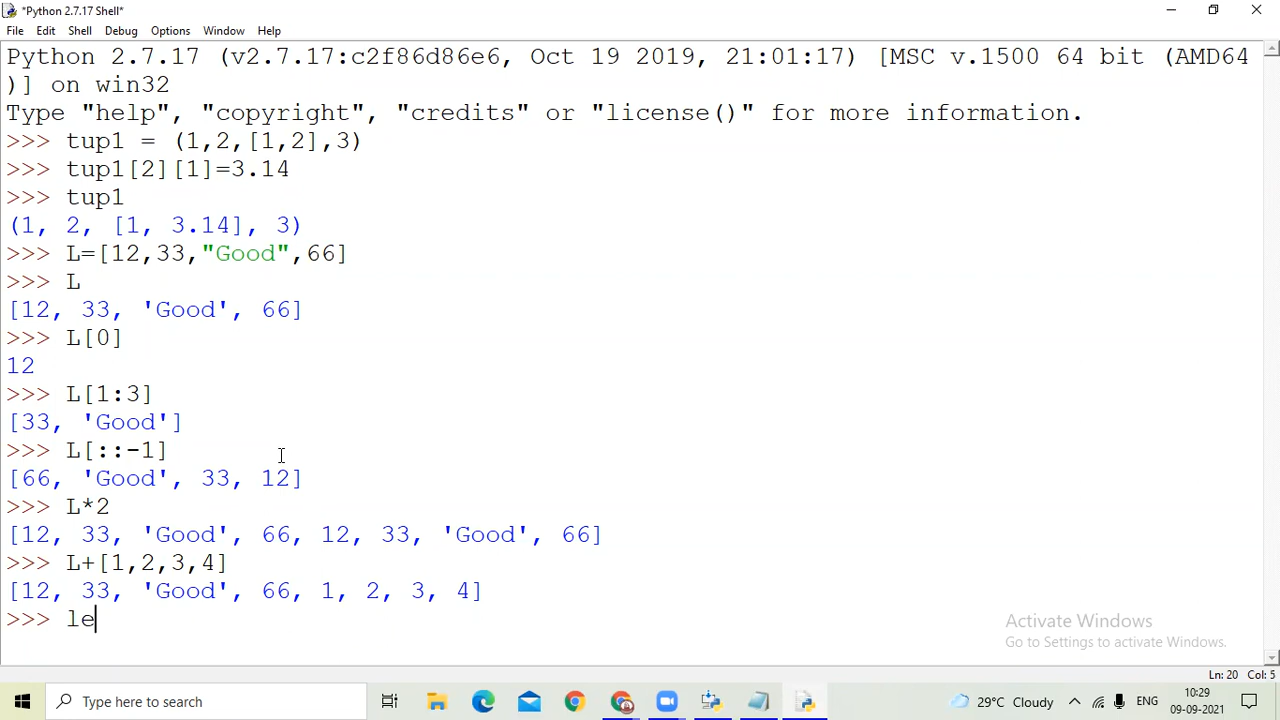 *Python 2.7.17 Shell*
File Edit Shell Debug Options Window Help
Python 2.7.17 (v2.7.17:c2f86d86e6, Oct 19 2019, 21:01:17) [MSC v.1500 64 bit (AMD64
)] on win32
Type "help", "copyright", "credits" or "license()" for more information.
>>> tup1 = (1,2,[1,2],3)
>>> tup1[2][1]=3.14
>>> tup1
(1, 2, [1, 3.14], 3)
>>> L=[12,33,"Good",66]
>>> L
[12, 33, 'Good', 66]
>>> L[0]
12
>>> L[1:3]
[33, 'Good']
>>> L[::-1]
[66, 'Good', 33, 12]
>>> L*2
[12, 33, 'Good', 66, 12, 33, 'Good', 66]
>>> L+[1,2,3,4]
[12, 33, 'Good', 66, 1, 2, 3, 4]
>>> le
Activate Windows
Go to Settings to activate Windows.
Ln: 20 Col: 5
Type here to search
29°C Cloudy
ENG
10:29
09-09-2021